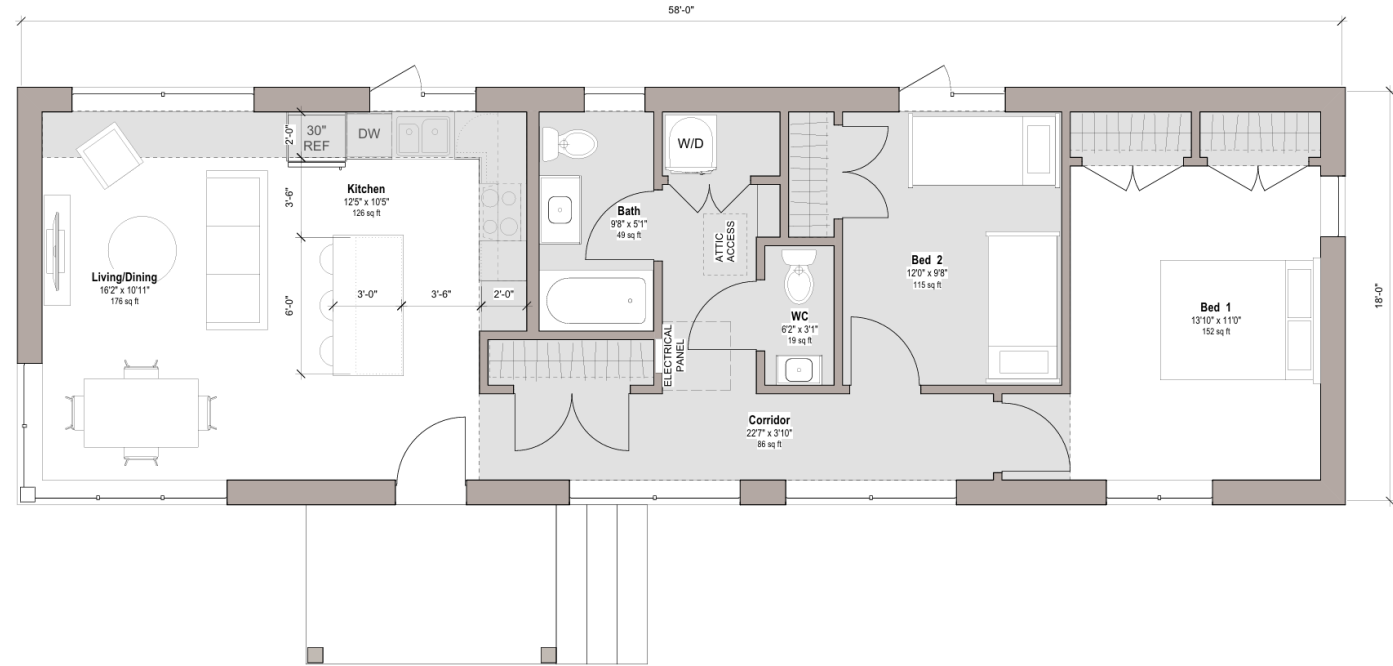 58'-0"
2'-0"
30"
REF
DW
W/D
3'-6"
Kitchen
12'5" x 10'5"
126 sq ft
Bath
9'8" x 5'1"
49 sq ft
ATTIC
ACCESS
Living/Dining
16'2" x 10'11"
176 sq ft
6'-0"
3'-0"
3'-6"
2'-0"
Bed 2
12'0" x 9'8"
115 sq ft
WC
6'2" x 3'1"
19 sq ft
Bed 1
13'10" x 11'0"
152 sq ft
18'-0"
ELECTRICAL
PANEL
Corridor
22'7" x 3'10"
86 sq ft